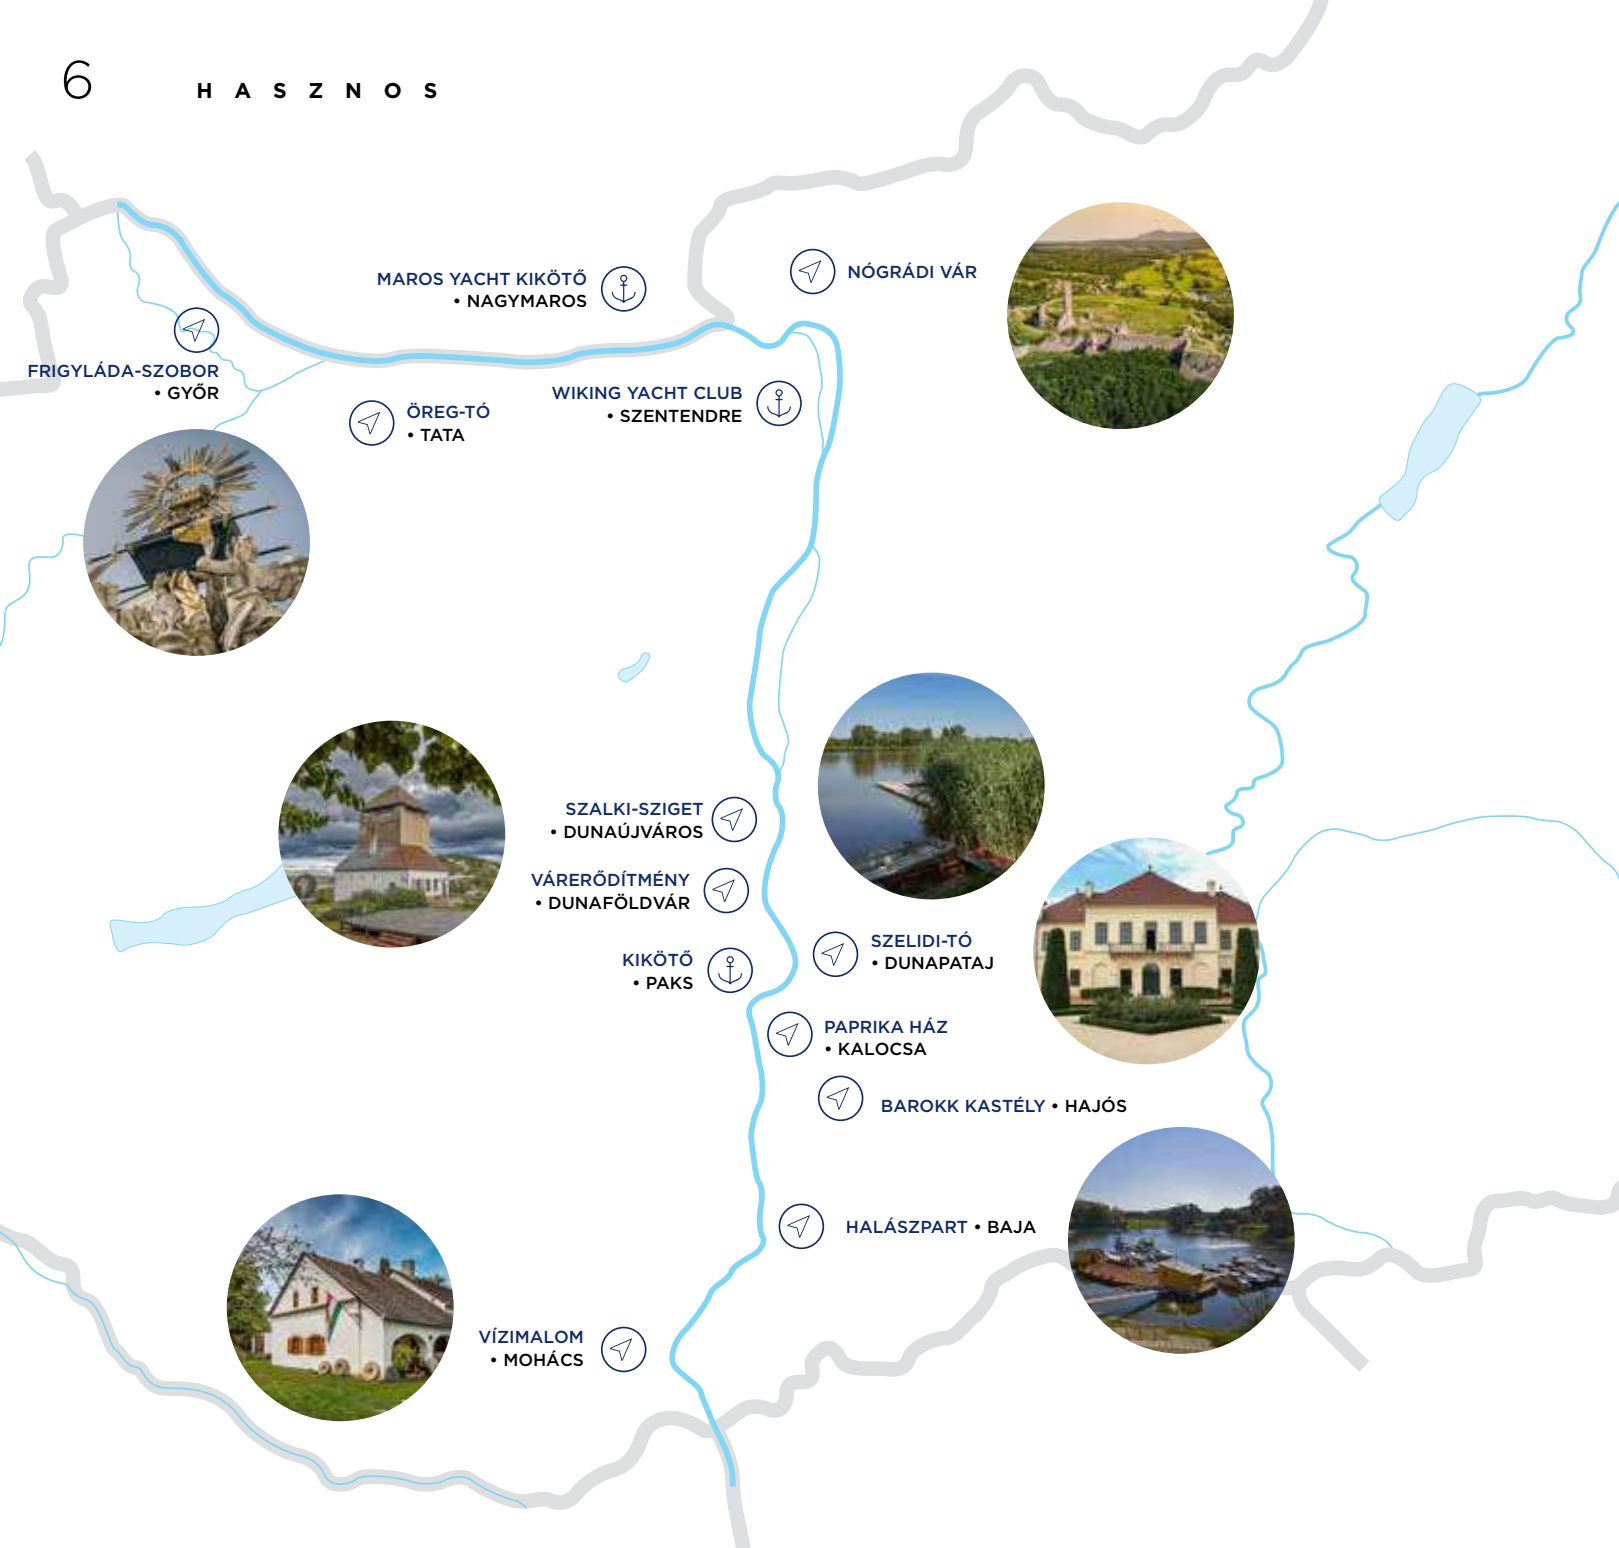 6
HASZNOS
MAROS YACHT KIKÖTŐ
• NAGYMAROS
NÓGRÁDI VÁR
FRIGYLÁDA-SZOBOR
• GYŐR
WIKING YACHT CLUB
• SZENTENDRE
ÖREG-TÓ
• TATA
SZALKI-SZIGET
• DUNAÚJVÁROS
VÁRERŐDÍTMÉNY
• DUNAFÖLDVÁR
KIKÖTŐ
• PAKS
SZELIDI-TÓ
• DUNAPATAJ
PAPRIKA HÁZ
• KALOCSA
BAROKK KASTÉLY • HAJÓS
HALÁSZPART • BAJA
VÍZIMALOM
• MOHÁCS